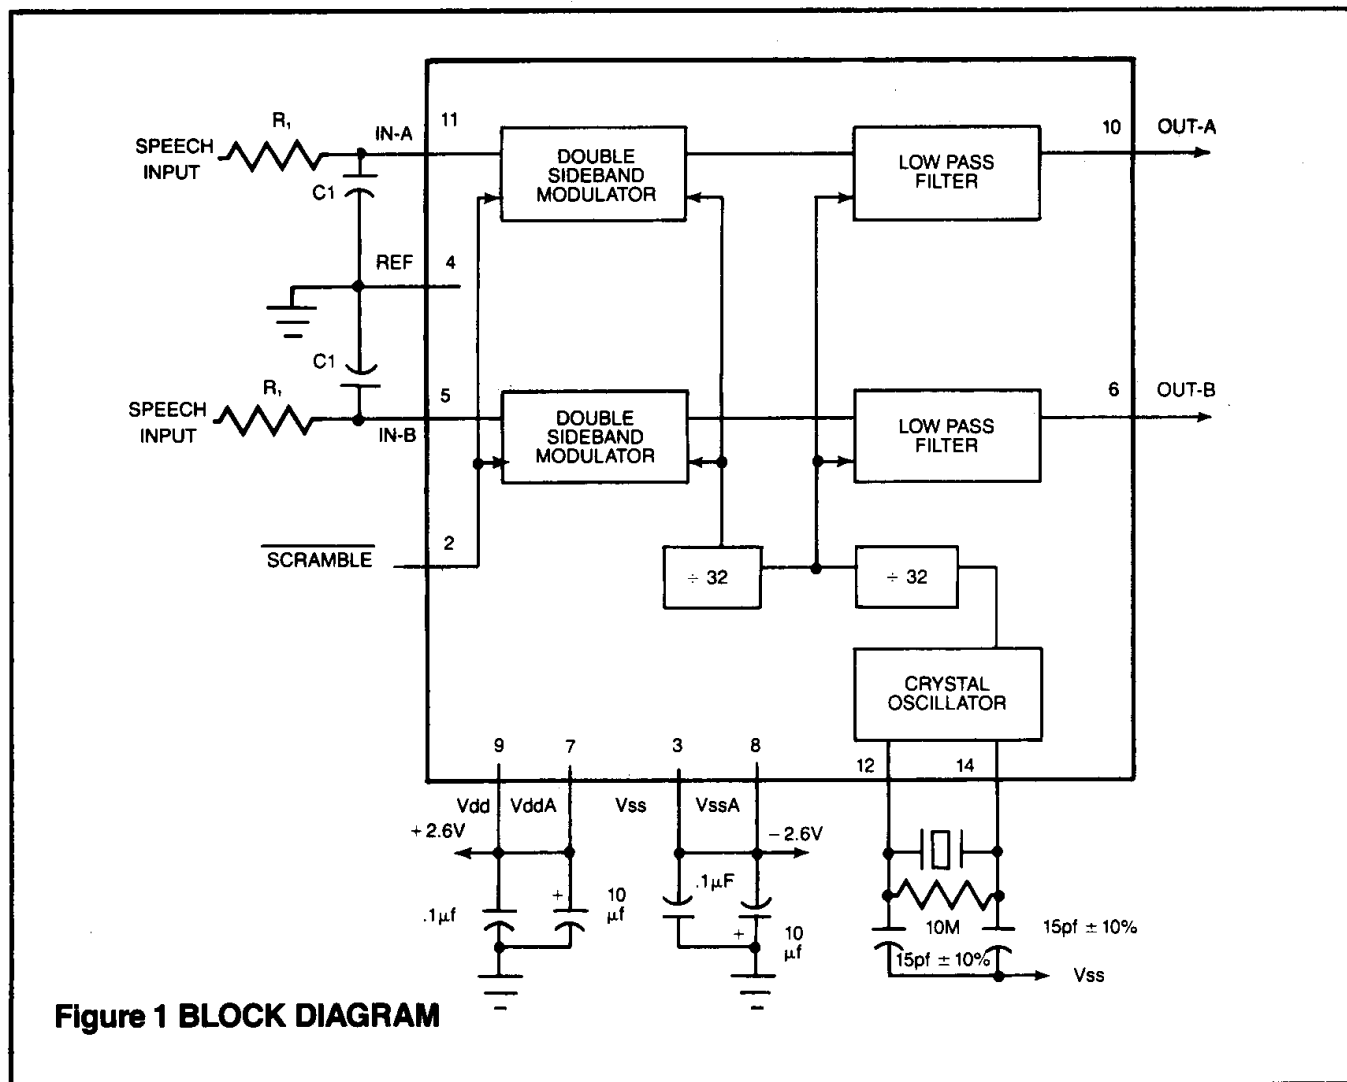 R₁
SPEECH
INPUT
C1
IN-A
11
DOUBLE
SIDEBAND
MODULATOR
LOW PASS
FILTER
10
OUT-A
REF
4
C1
R₁
SPEECH
INPUT
5
IN-B
DOUBLE
SIDEBAND
MODULATOR
LOW PASS
FILTER
6
OUT-B
SCRAMBLE
2
÷ 32
÷ 32
CRYSTAL
OSCILLATOR
9
7
3
8
12
14
Vdd
VddA
Vss
VssA
+2.6V
−2.6V
.1μf
+
10
μf
.1μF
+
10
μf
10M
15pf ± 10%
15pf ± 10%
Vss
Figure 1 BLOCK DIAGRAM